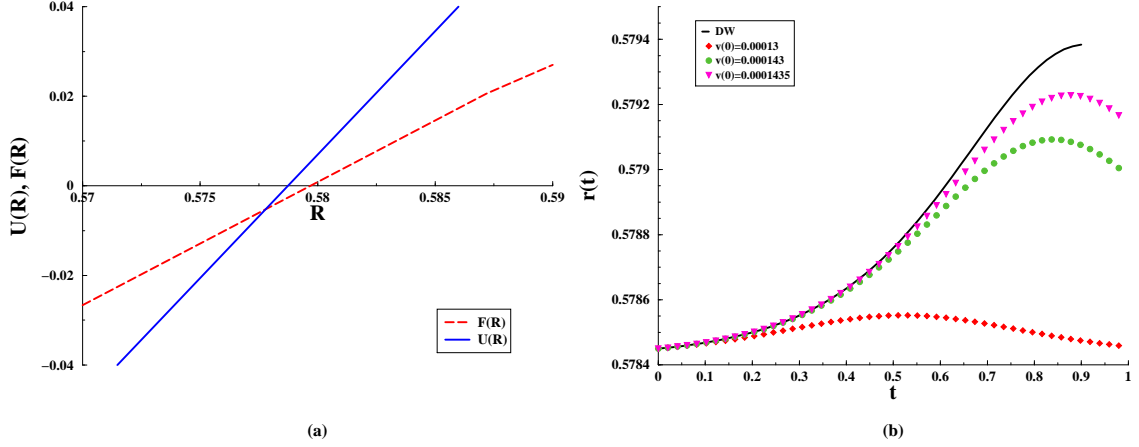 0.04
0.02
0
−0.02
−0.04
0.57
0.575
0.58
0.585
0.59
R
U(R), F(R)
F(R)
U(R)
(a)
0.5794
0.5792
0.579
0.5788
0.5786
0.5784
r(t)
DW
v(0)=0.00013
v(0)=0.000143
v(0)=0.0001435
0 0.1 0.2 0.3 0.4 0.5 0.6 0.7 0.8 0.9 1
t
(b)